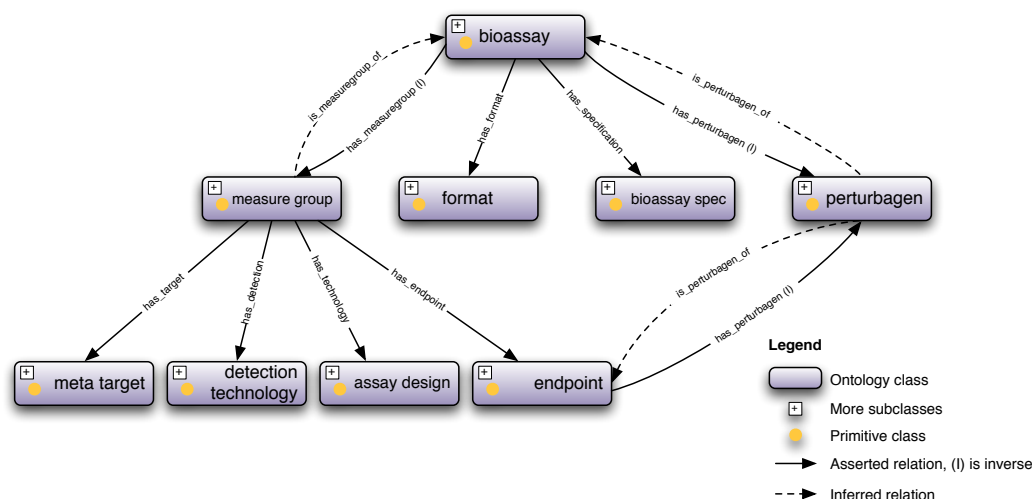 +
bioassay
is_measuregroup_of
has_measuregroup (I)
has_format
has_specification
has_perturbagen (I)
is_perturbagen_of
+
measure group
+
format
+
bioassay spec
+
perturbagen
has_target
has_detection
has_technology
has_endpoint
is_perturbagen_of
has_perturbagen (I)
+
meta target
+
detection
technology
+
assay design
+
endpoint
Legend
Ontology class
+
More subclasses
Primitive class
Asserted relation, (I) is inverse
Inferred relation